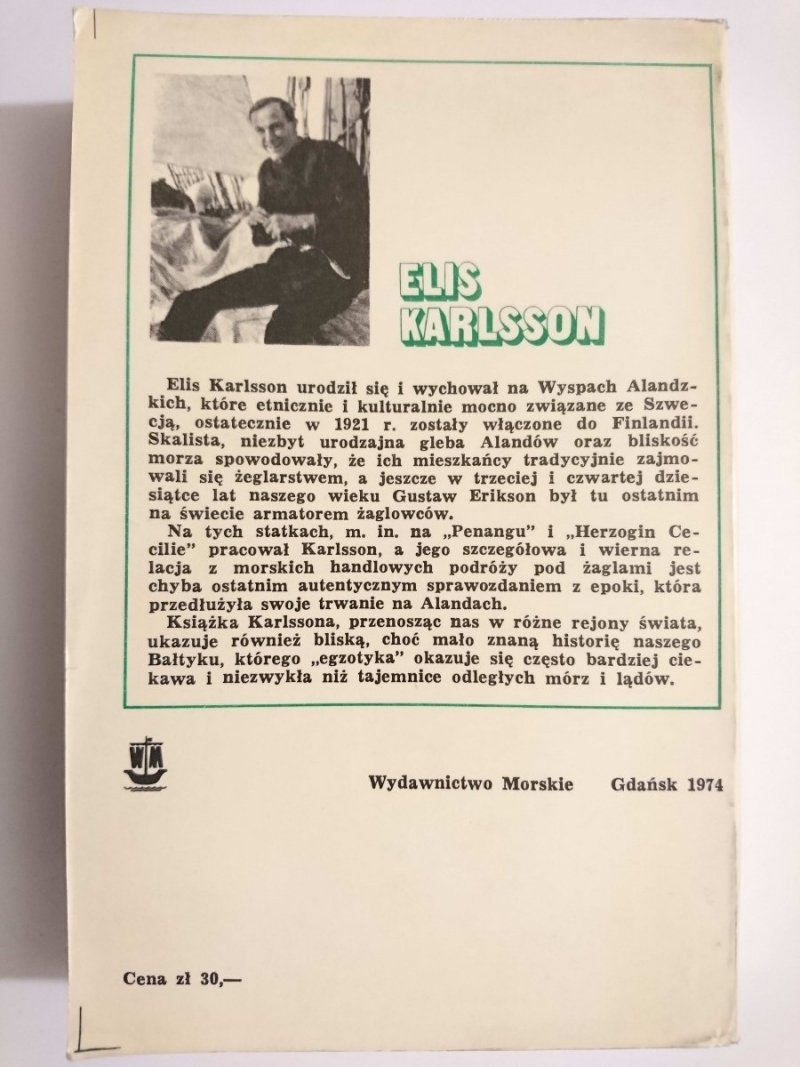 ELIS
KARLSSON
Elis Karlsson urodził się i wychował na Wyspach Alandz-
kich, które etnicznie i kulturalnie mocno związane ze Szwe-
cją, ostatecznie w 1921 r. zostały włączone do Finlandii.
Skalista, niezbyt urodzajna gleba Alandów oraz bliskość
morza spowodowały, że ich mieszkańcy tradycyjnie zajmo-
wali się żeglarstwem, a jeszcze w trzeciej i czwartej dzie-
siątce lat naszego wieku Gustaw Erikson był tu ostatnim
na świecie armatorem żaglowców.
Na tych statkach, m. in. na „Penangu” i „Herzogin Ce-
cilie” pracował Karlsson, a jego szczegółowa i wierna re-
lacja z morskich handlowych podróży pod żaglami jest
chyba ostatnim autentycznym sprawozdaniem z epoki, która
przedłużyła swoje trwanie na Alandach.
Książka Karlssona, przenosząc nas w różne rejony świata,
ukazuje również bliską, choć mało znaną historię naszego
Bałtyku, którego „egzotyka” okazuje się często bardziej cie-
kawa i niezwykła niż tajemnice odległych mórz i lądów.
WM
Wydawnictwo Morskie Gdańsk 1974
Cena zł 30,—